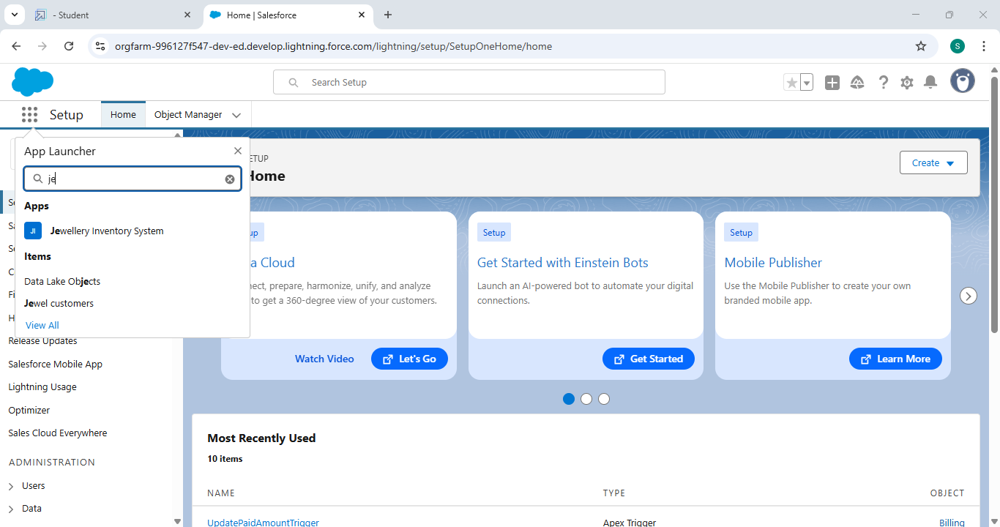 - Student
Home | Salesforce
orgfarm-996127f547-dev-ed.develop.lightning.force.com/lightning/setup/SetupOneHome/home
S
Search Setup
Setup
Home
Object Manager
App Launcher
je
Apps
JI
Jewellery Inventory System
Items
Data Lake Objects
Jewel customers
View All
Release Updates
Salesforce Mobile App
Lightning Usage
Optimizer
Sales Cloud Everywhere
ADMINISTRATION
Users
Data
ETUP
Home
Create
a Cloud
nect, prepare, harmonize, unify, and analyze
to get a 360-degree view of your customers.
Watch Video
Let's Go
Setup
Get Started with Einstein Bots
Launch an AI-powered bot to automate your digital
connections.
Get Started
Setup
Mobile Publisher
Use the Mobile Publisher to create your own
branded mobile app.
Learn More
Most Recently Used
10 items
NAME TYPE OBJECT
UpdatePaidAmountTrigger Apex Trigger Billing